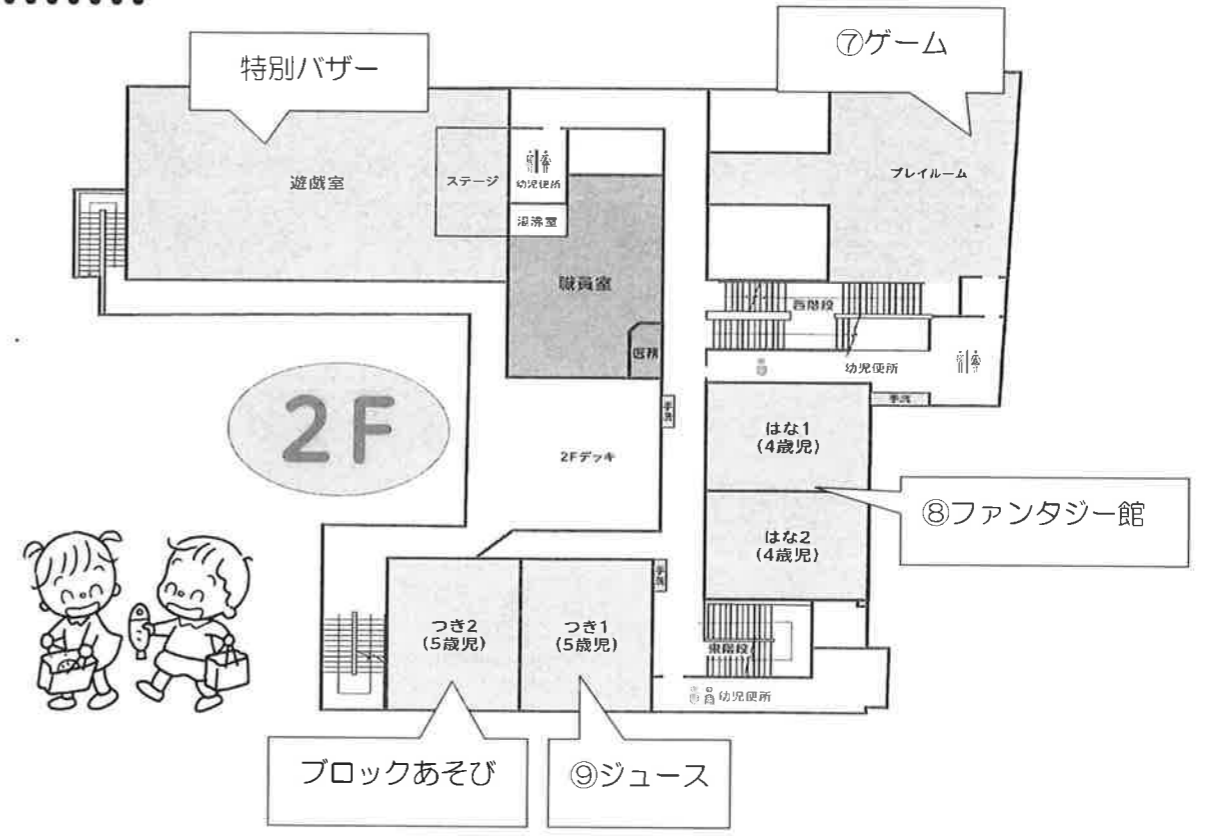 特別バザー
⑦ゲーム
遊戯室
ステージ
幼児便所
湯沸室
プレイルーム
職員室
西階段
医務
幼児便所
手洗
手洗
2F
2Fデッキ
はな1
(4歳児)
⑧ファンタジー館
はな2
(4歳児)
手洗
つき2
(5歳児)
つき1
(5歳児)
東階段
幼児便所
ブロックあそび
⑨ジュース